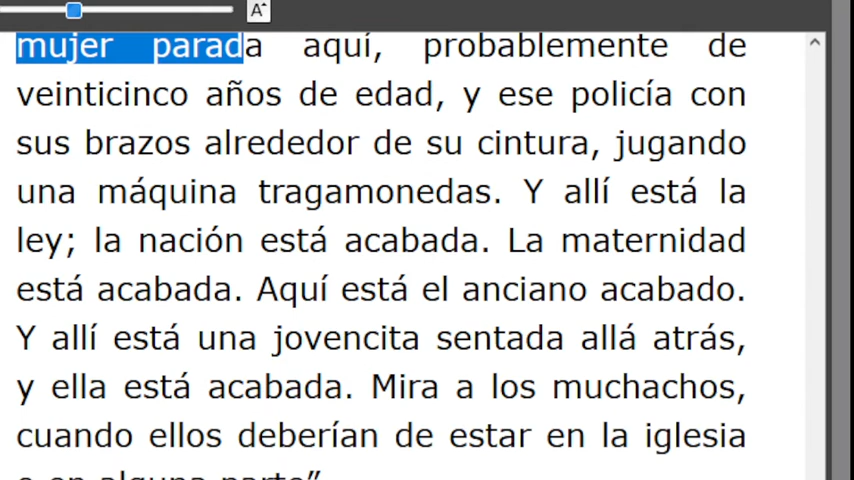 A
mujer parada aquí, probablemente de
veinticinco años de edad, y ese policía con
sus brazos alrededor de su cintura, jugando
una máquina tragamonedas. Y allí está la
ley; la nación está acabada. La maternidad
está acabada. Aquí está el anciano acabado.
Y allí está una jovencita sentada allá atrás,
y ella está acabada. Mira a los muchachos,
cuando ellos deberían de estar en la iglesia
o en alguna parte”